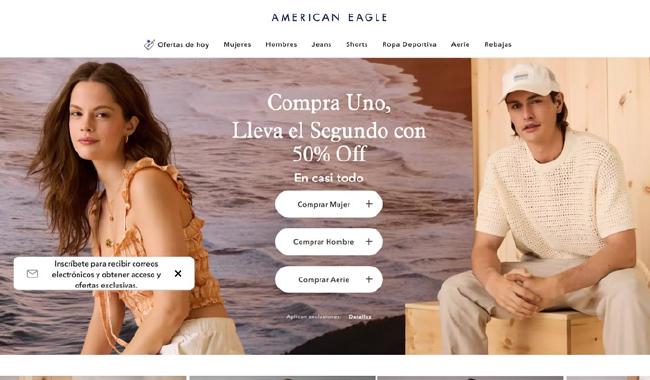 AMERICAN EAGLE
Ofertas de hoy Mujeres Hombres Jeans Shorts Ropa Deportiva Aerie Rebajas
Compra Uno,
Lleva el Segundo con
50% Off
En casi todo
Comprar Mujer +
Comprar Hombre +
Comprar Aerie +
Aplican exclusiones. Detalles
Inscríbete para recibir correos
electrónicos y obtener acceso y
ofertas exclusivas.